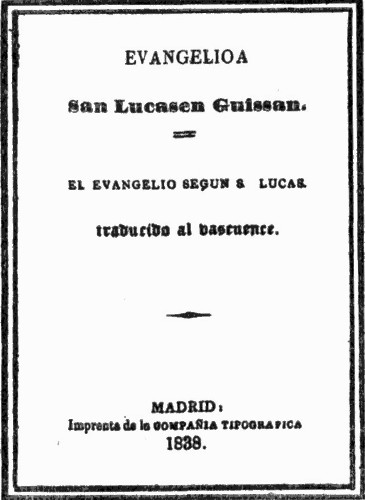 EVANGELIOA
San Lucasen Guissan.
EL EVANGELIO SEGUN S. LUCAS.
traducido al vascuence.
MADRID:
Imprenta de la COMPAÑIA TIPOGRAFICA
1838.